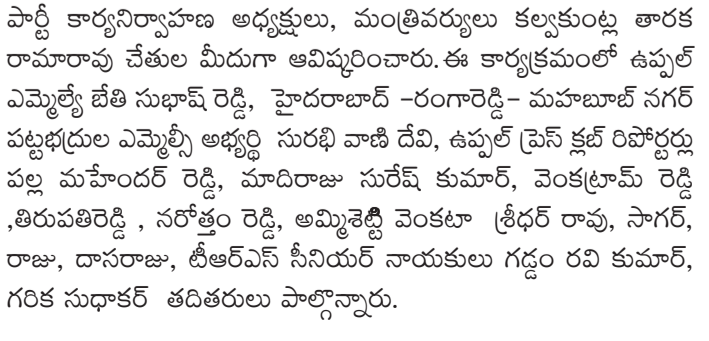 పార్టీ కార్యనిర్వాహణ అధ్యక్షులు, మంత్రివర్యులు కల్వకుంట్ల తారక
రామారావు చేతుల మీదుగా ఆవిష్కరించారు.ఈ కార్యక్రమంలో ఉప్పల్
ఎమ్మెల్యే బేతి సుభాష్ రెడ్డి, హైదరాబాద్ -రంగారెడ్డి- మహబూబ్ నగర్
పట్టభద్రుల ఎమ్మెల్సీ అభ్యర్థి సురభి వాణి దేవి, ఉప్పల్ ప్రెస్ క్లబ్ రిపోర్టర్లు
పల్ల మహేందర్ రెడ్డి, మాదిరాజు సురేష్ కుమార్, వెంకట్రామ్ రెడ్డి
,తిరుపతిరెడ్డి , నరోత్తం రెడ్డి, అమ్మిశెట్టి వెంకటా శ్రీధర్ రావు, సాగర్,
రాజు, దాసరాజు, టీఆర్ఎస్ సీనియర్ నాయకులు గడ్డం రవి కుమార్,
గరిక సుధాకర్ తదితరులు పాల్గొన్నారు.